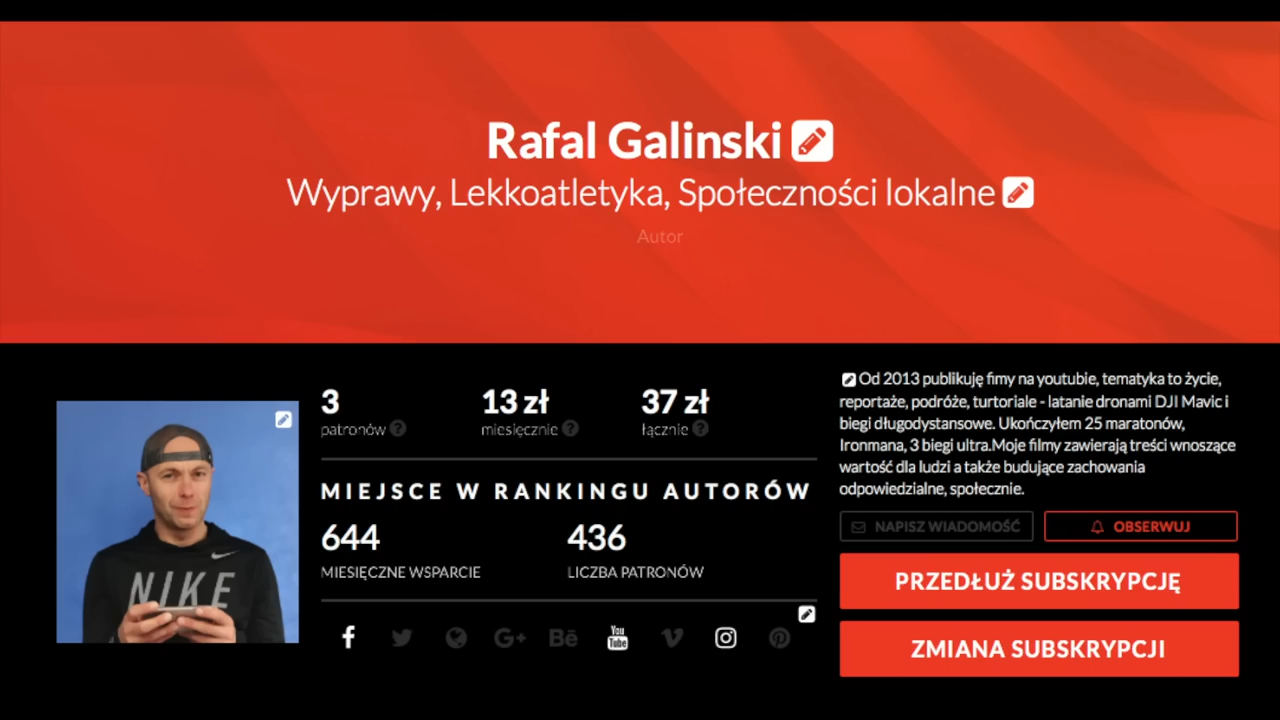 Rafal Galinski
Wyprawy, Lekkoatletyka, Społeczności lokalne
Autor
3
patronów ?
13 zł
miesięcznie ?
37 zł
łącznie ?
MIEJSCE W RANKINGU AUTORÓW
644
MIESIĘCZNE WSPARCIE
436
LICZBA PATRONÓW
G+
Bē
You
Tube
NIKE
Od 2013 publikuję fimy na youtubie, tematyka to życie,
reportaże, podróże, turtoriale - latanie dronami DJI Mavic i
biegi długodystansowe. Ukończyłem 25 maratonów,
Ironmana, 3 biegi ultra.Moje filmy zawierają treści wnoszące
wartość dla ludzi a także budujące zachowania
odpowiedzialne, społecznie.
NAPISZ WIADOMOŚĆ
OBSERWUJ
PRZEDŁUŻ SUBSKRYPCJĘ
ZMIANA SUBSKRYPCJI